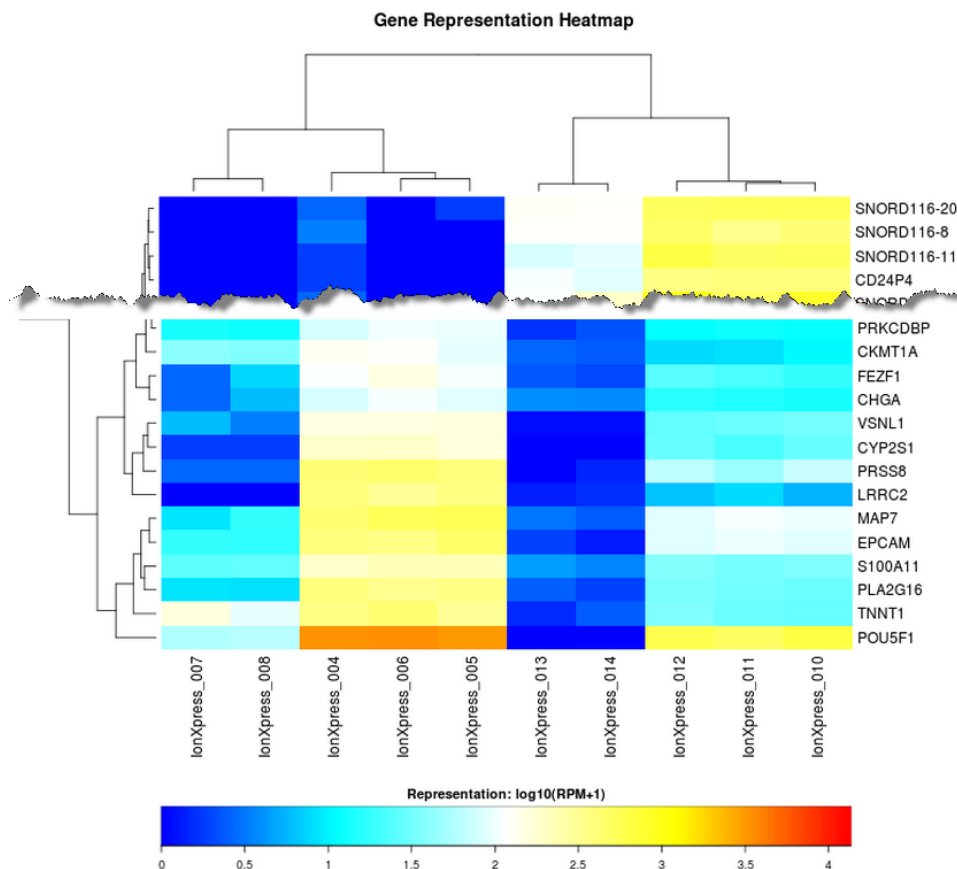 Gene Representation Heatmap
SNORD116-20
SNORD116-8
SNORD116-11
CD24P4
PRKCDBP
CKMT1A
FEZF1
CHGA
VSNL1
CYP2S1
PRSS8
LRRC2
MAP7
EPCAM
S100A11
PLA2G16
TNNT1
POU5F1
IonXpress_007
IonXpress_008
IonXpress_004
IonXpress_006
IonXpress_005
IonXpress_013
IonXpress_014
IonXpress_012
IonXpress_011
IonXpress_010
Representation: log10(RPM+1)
0 0.5 1 1.5 2 2.5 3 3.5 4